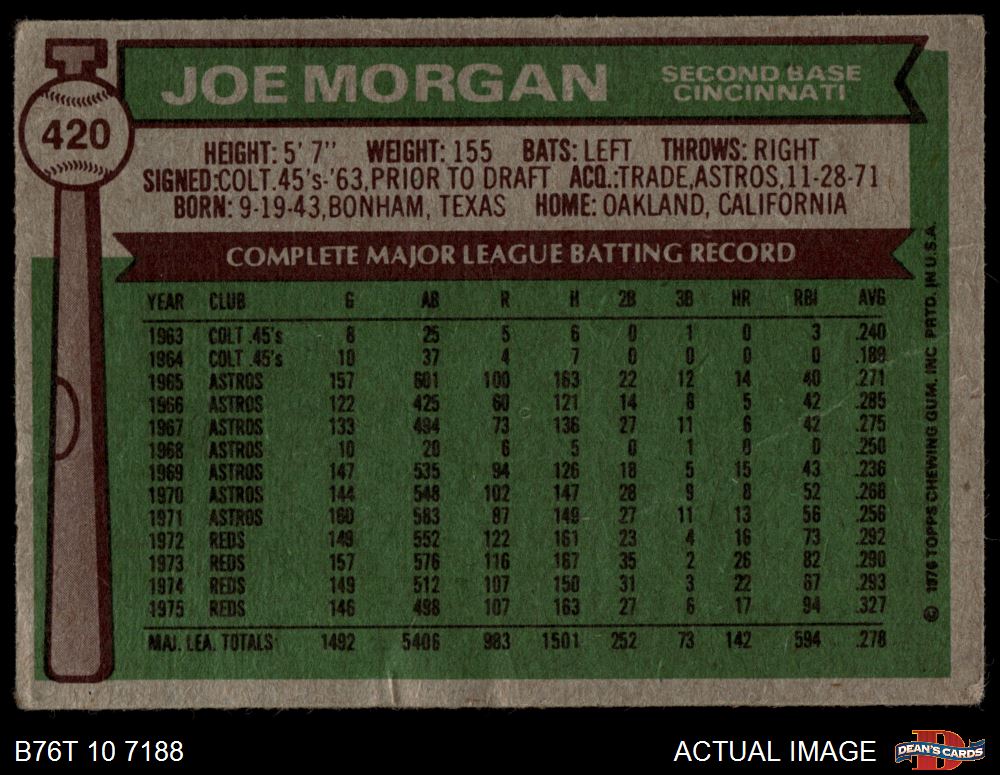 420
JOE MORGAN
SECOND BASE
CINCINNATI
HEIGHT: 5' 7" WEIGHT: 155 BATS: LEFT THROWS: RIGHT
SIGNED:COLT.45's-'63,PRIOR TO DRAFT ACQ.:TRADE,ASTROS,11-28-71
BORN: 9-19-43,BONHAM, TEXAS HOME: OAKLAND, CALIFORNIA
COMPLETE MAJOR LEAGUE BATTING RECORD
YEAR CLUB G AB R H 2B 3B HR RBI AVG
1963 COLT .45's 8 25 5 6 0 1 0 3 .240
1964 COLT .45's 10 37 4 7 0 0 0 0 .189
1965 ASTROS 157 601 100 163 22 12 14 40 .271
1966 ASTROS 122 425 60 121 14 8 5 42 .285
1967 ASTROS 133 494 73 136 27 11 6 42 .275
1968 ASTROS 10 20 6 5 0 1 0 0 .250
1969 ASTROS 147 535 94 126 18 5 15 43 .236
1970 ASTROS 144 548 102 147 28 9 8 52 .268
1971 ASTROS 160 583 87 149 27 11 13 56 .256
1972 REDS 149 552 122 161 23 4 16 73 .292
1973 REDS 157 576 116 167 35 2 26 82 .290
1974 REDS 149 512 107 150 31 3 22 67 .293
1975 REDS 146 498 107 163 27 6 17 94 .327
MAJ. LEA. TOTALS 1492 5406 983 1501 252 73 142 594 .278
© 1976 TOPPS CHEWING GUM, INC PRTD. IN U.S.A.
B76T 10 7188
ACTUAL IMAGE
DEAN'S CARDS